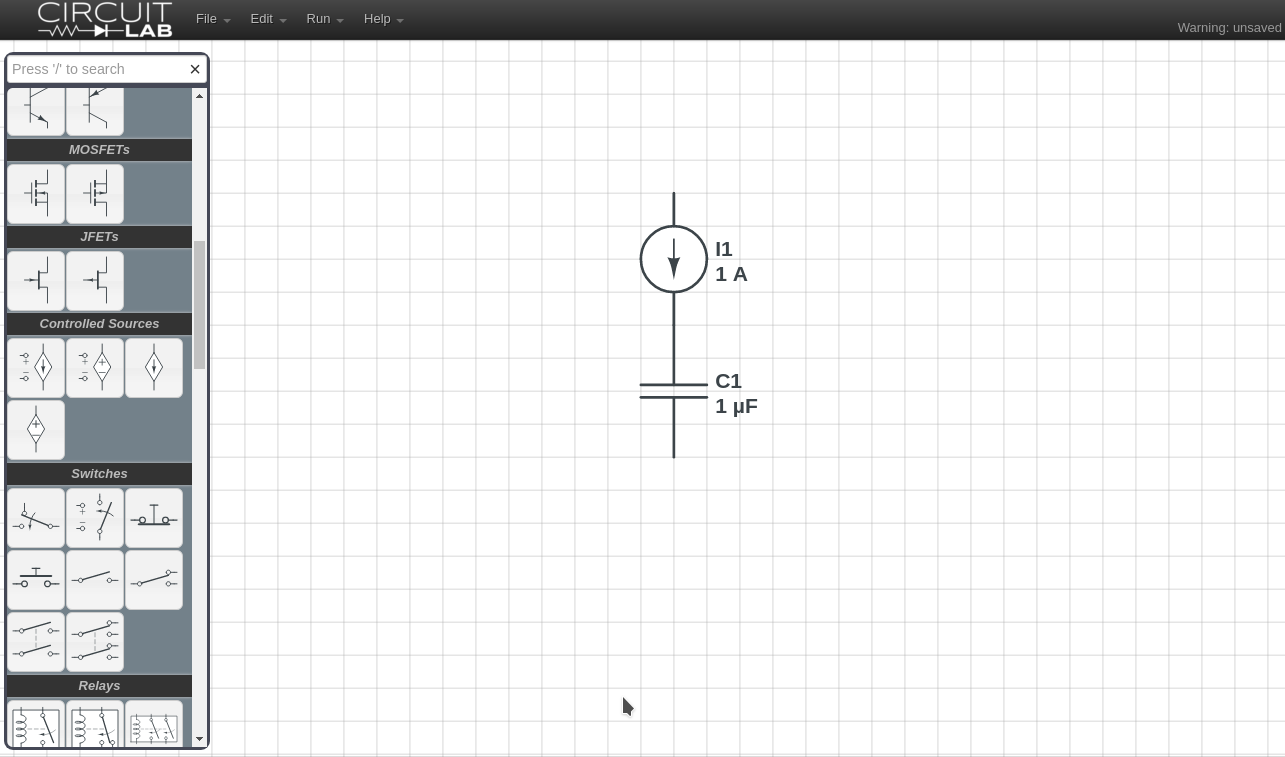 CIRCUIT
LAB
File
Edit
Run
Help
Warning: unsaved
Press '/' to search
×
MOSFETs
JFETs
Controlled Sources
Switches
Relays
I1
1 A
C1
1 µF